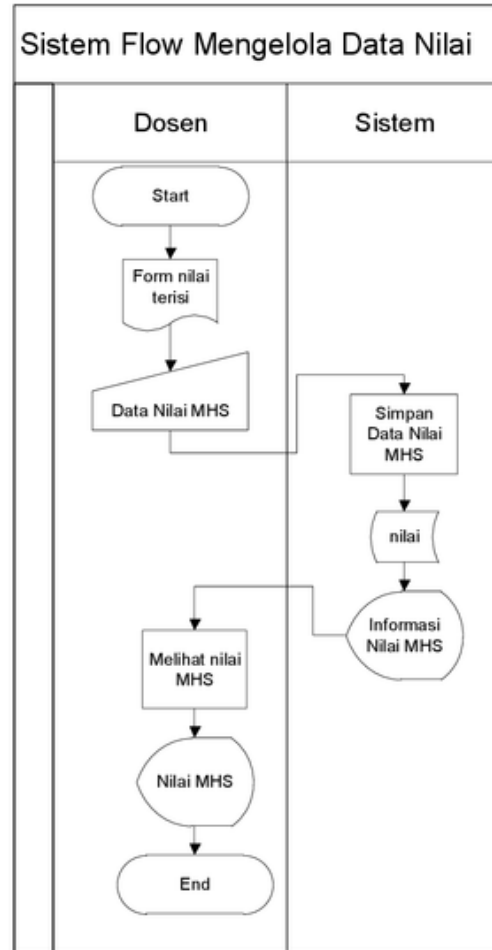 Sistem Flow Mengelola Data Nilai
Dosen
Sistem
Start
Form nilai
terisi
Data Nilai MHS
Simpan
Data Nilai
MHS
nilai
Informasi
Nilai MHS
Melihat nilai
MHS
Nilai MHS
End